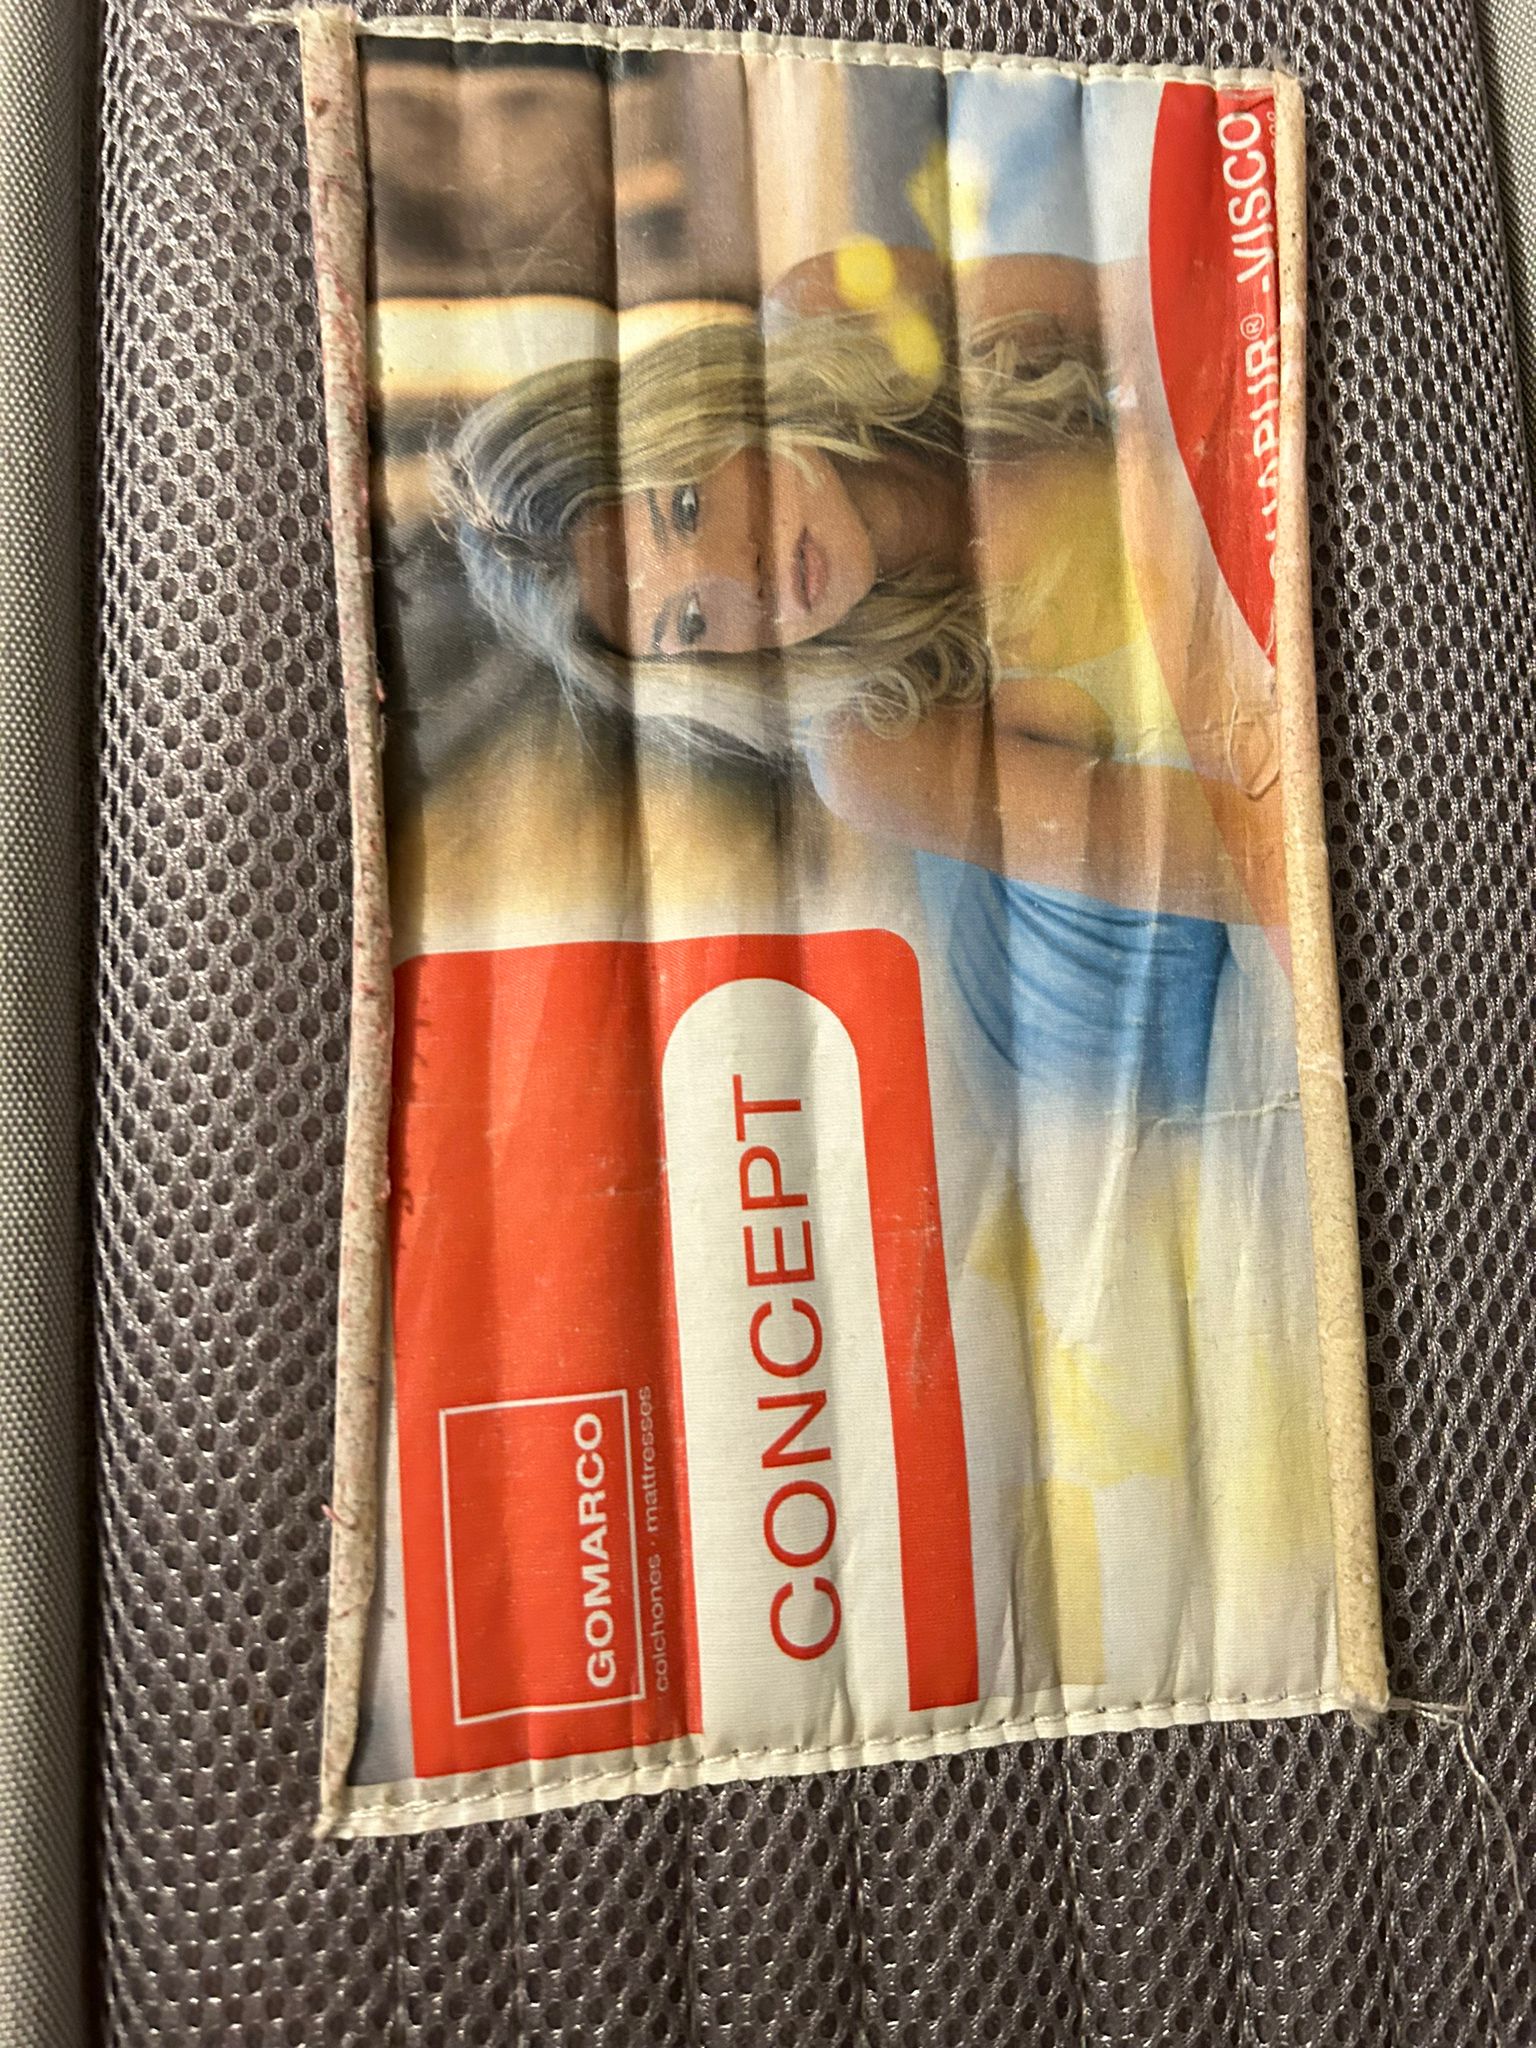 GOMARCO
colchones · mattresses
CONCEPT
-VISCO